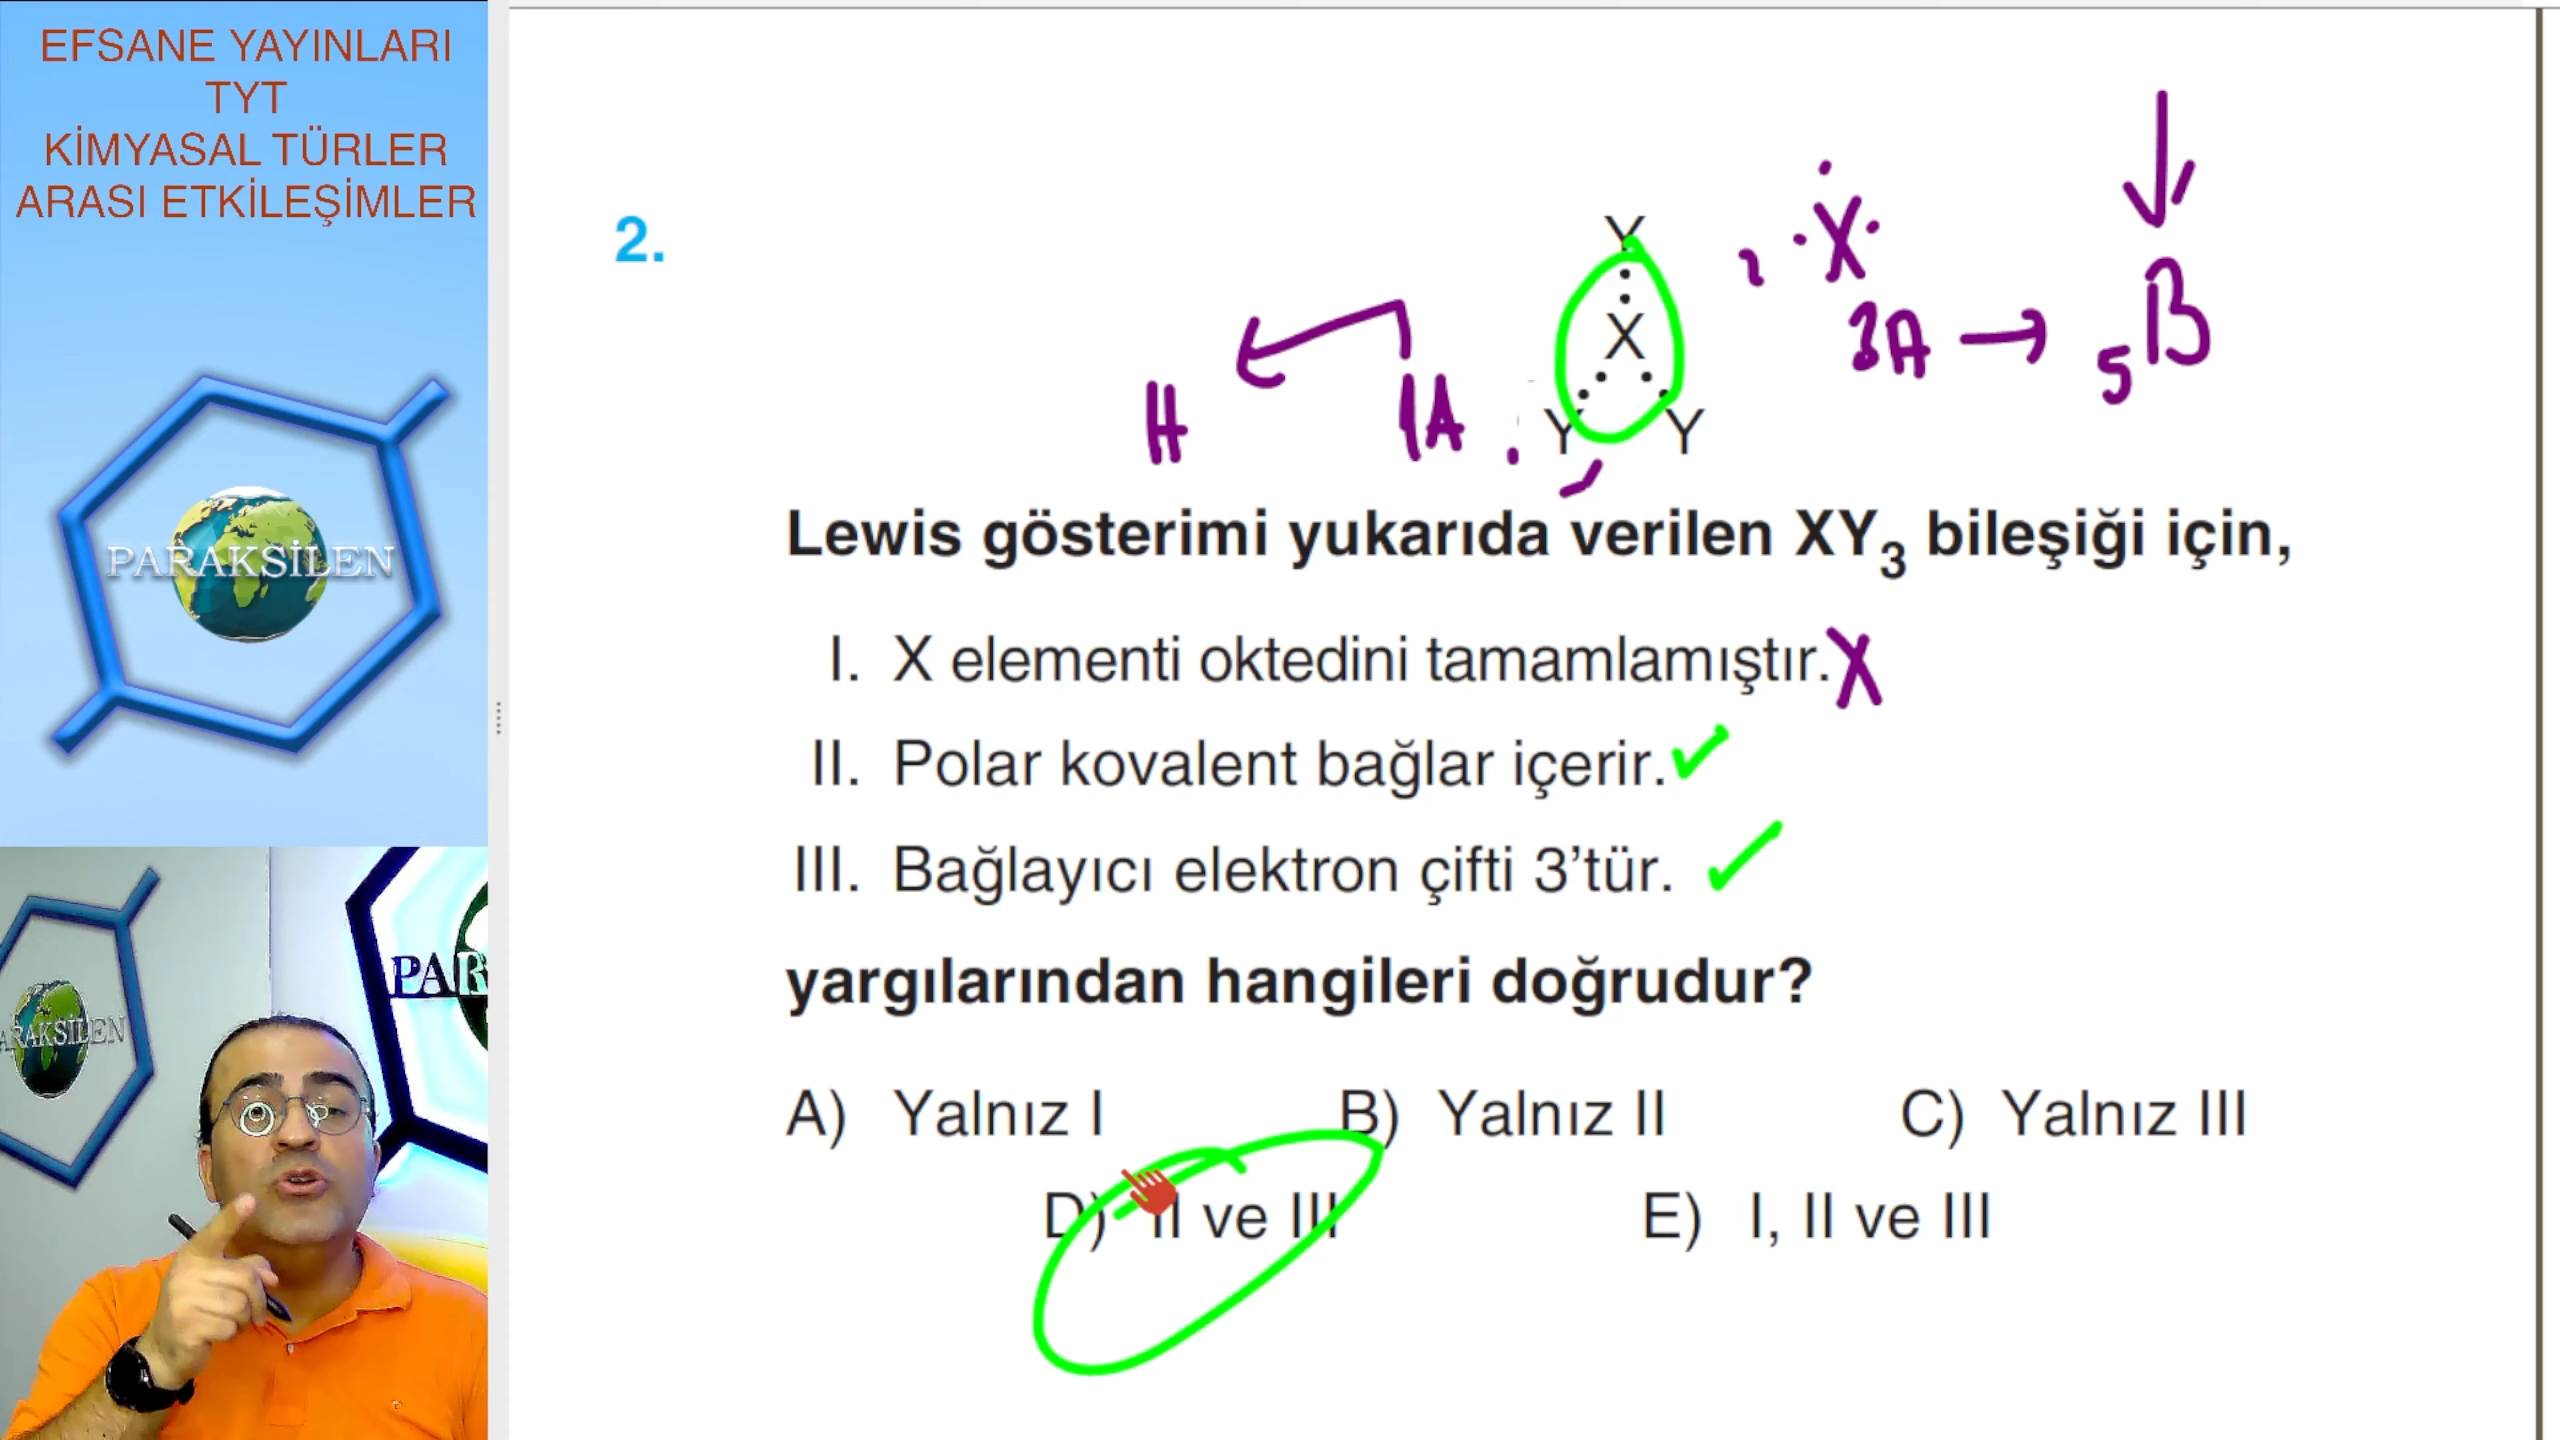 EFSANE YAYINLARI
TYT
KİMYASAL TÜRLER
ARASI ETKİLEŞİMLER
PARAKSİLEN
PAR
ARAKSİLEN
2.
Y
X
Y Y
X
3A → 5B
H
1A
Lewis gösterimi yukarıda verilen XY3 bileşiği için,
I. X elementi oktedini tamamlamıştır. X
II. Polar kovalent bağlar içerir. ✓
III. Bağlayıcı elektron çifti 3’tür. ✓
yargılarından hangileri doğrudur?
A) Yalnız I B) Yalnız II C) Yalnız III
D) II ve III E) I, II ve III